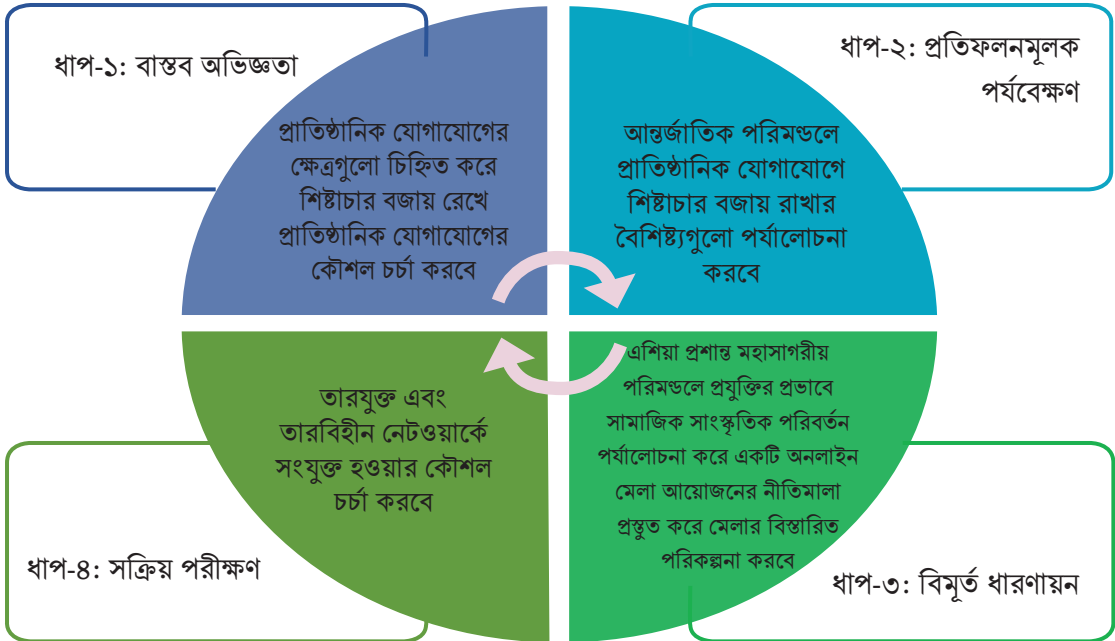 ধাপ-১: বাস্তব অভিজ্ঞতা
প্রাতিষ্ঠানিক যোগাযোগের
ক্ষেত্রগুলো চিহ্নিত করে
শিষ্টাচার বজায় রেখে
প্রাতিষ্ঠানিক যোগাযোগের
কৌশল চর্চা করবে
ধাপ-২: প্রতিফলনমূলক
পর্যবেক্ষণ
আন্তর্জাতিক পরিমন্ডলে
প্রাতিষ্ঠানিক যোগাযোগে
শিষ্টাচার বজায় রাখার
বৈশিষ্ট্যগুলো পর্যালোচনা
করবে
এশিয়া প্রশান্ত মহাসাগরীয়
পরিমন্ডলে প্রযুক্তির প্রভাবে
সামাজিক সাংস্কৃতিক পরিবর্তন
পর্যালোচনা করে একটি অনলাইন
মেলা আয়োজনের নীতিমালা
প্রস্তুত করে মেলার বিস্তারিত
পরিকল্পনা করবে
ধাপ-৩: বিমূর্ত ধারণায়ন
তারযুক্ত এবং
তারবিহীন নেটওয়ার্কে
সংযুক্ত হওয়ার কৌশল
চর্চা করবে
ধাপ-৪: সক্রিয় পরীক্ষণ